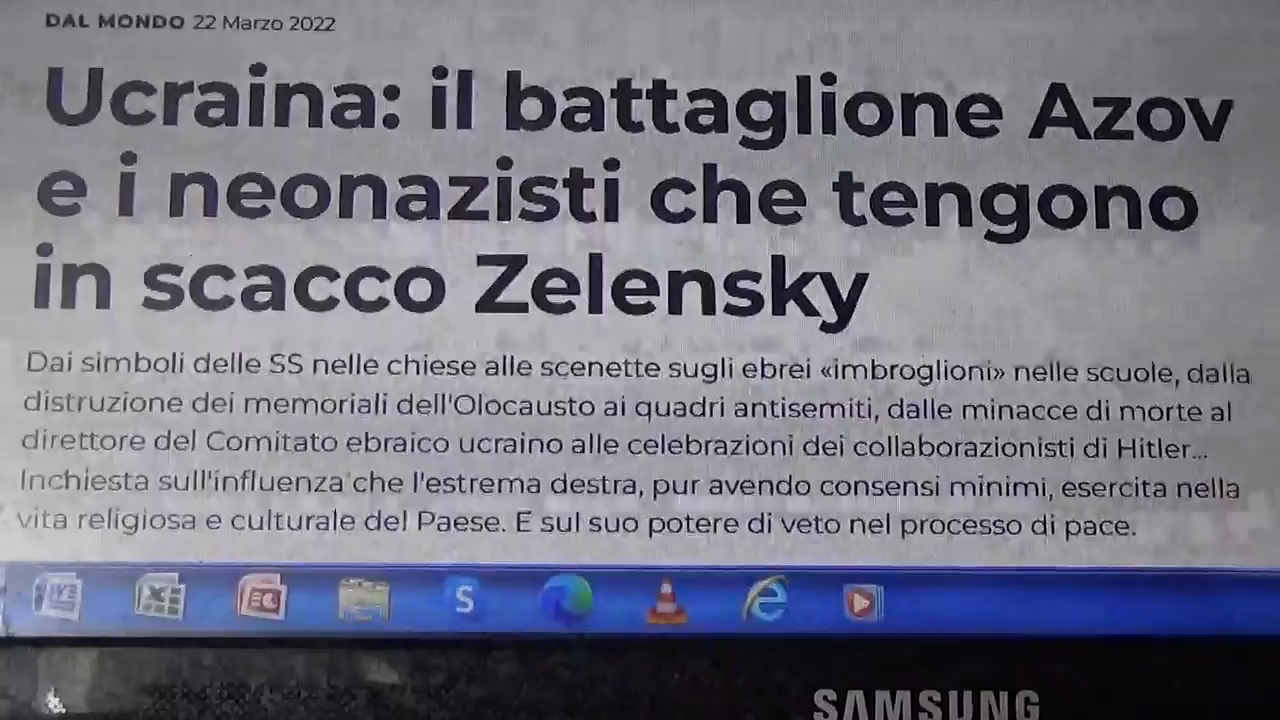 DAL MONDO 22 Marzo 2022
Ucraina: il battaglione Azov
e i neonazisti che tengono
in scacco Zelensky
Dai simboli delle SS nelle chiese alle scenette sugli ebrei «imbroglioni» nelle scuole, dalla
distruzione dei memoriali dell'Olocausto ai quadri antisemiti, dalle minacce di morte al
direttore del Comitato ebraico ucraino alle celebrazioni dei collaborazionisti di Hitler...
Inchiesta sull'influenza che l'estrema destra, pur avendo consensi minimi, esercita nella
vita religiosa e culturale del Paese. E sul suo potere di veto nel processo di pace.
S
SAMSUNG